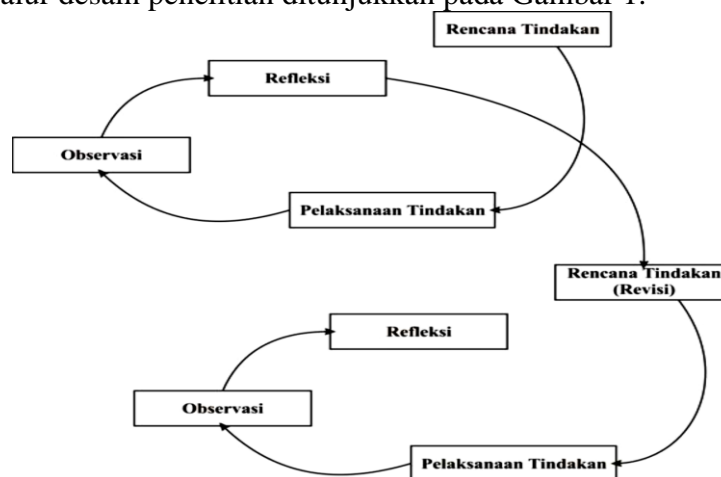 desain penelitian ditunjukkan pada Gambar 1.
Rencana Tindakan
Refleksi
Observasi
Pelaksanaan Tindakan
Rencana Tindakan
(Revisi)
Refleksi
Observasi
Pelaksanaan Tindakan